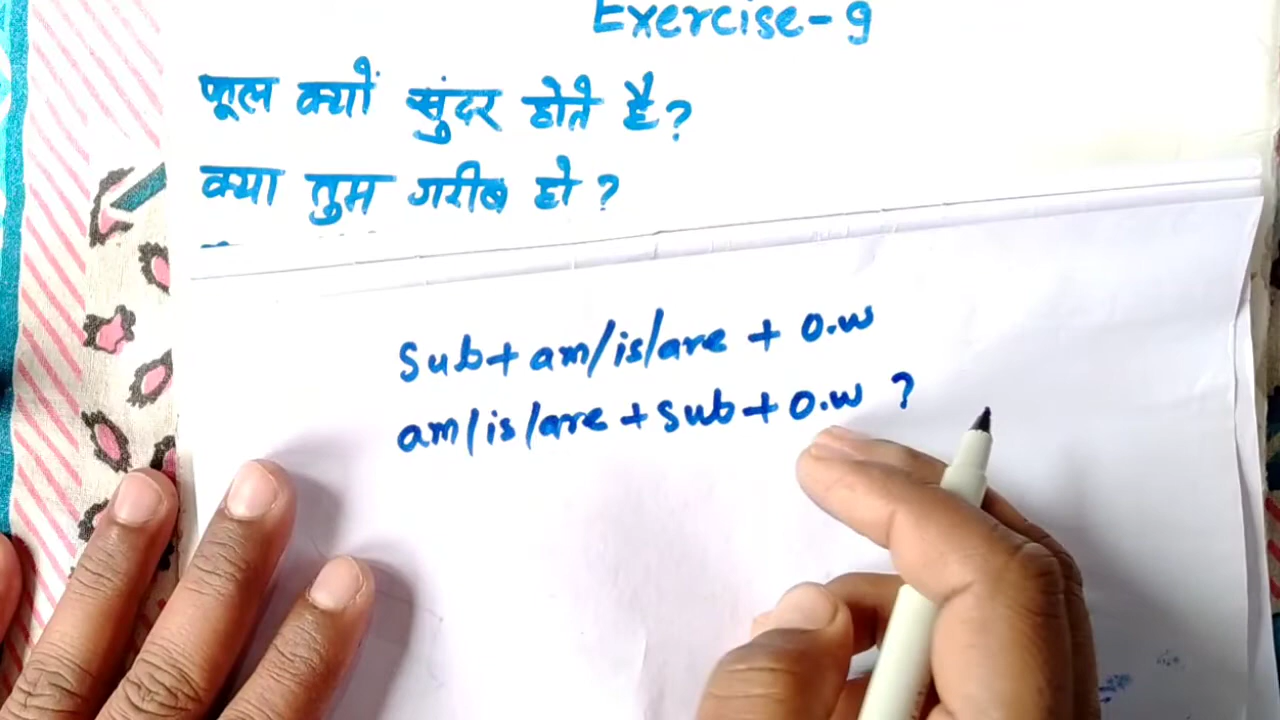 Exercise-9
फूल क्यों सुंदर होते है?
क्या तुम गरीब हो ?
Sub+ am/is/are + O.W
am/is/are + Sub + O.W ?